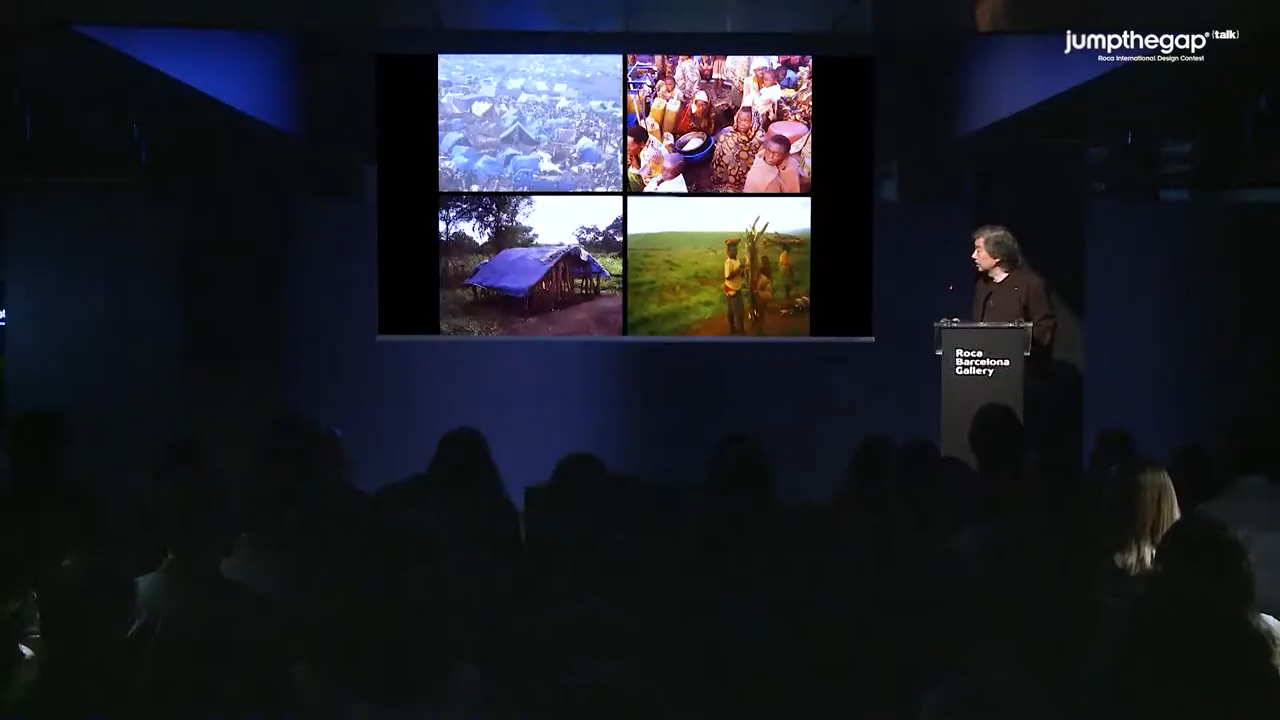 jumpthegap® (talk)
Roca International Design Contest
Roca
Barcelona
Gallery